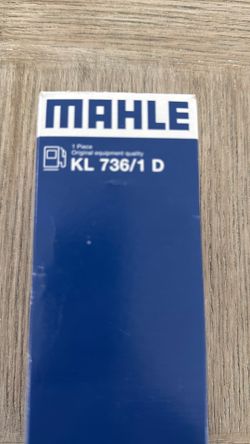 MAHLE
1 Piece
Original equipment quality
KL 736/1 D